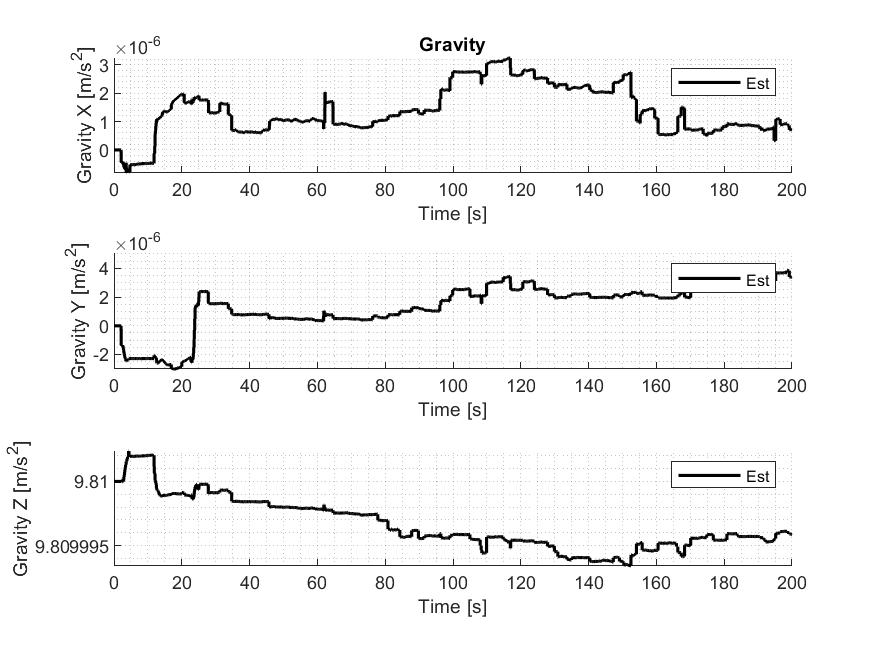 Gravity
×10^-6
Gravity X [m/s^2]
3
2
1
0
Est
0 20 40 60 80 100 120 140 160 180 200
Time [s]
×10^-6
Gravity Y [m/s^2]
4
2
0
-2
Est
0 20 40 60 80 100 120 140 160 180 200
Time [s]
Gravity Z [m/s^2]
9.81
9.809995
Est
0 20 40 60 80 100 120 140 160 180 200
Time [s]